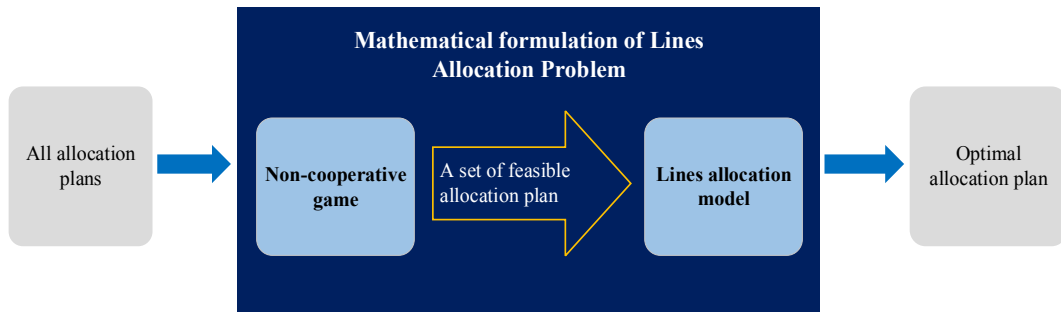 Mathematical formulation of Lines
Allocation Problem
All allocation
plans
Non-cooperative
game
A set of feasible
allocation plan
Lines allocation
model
Optimal
allocation plan